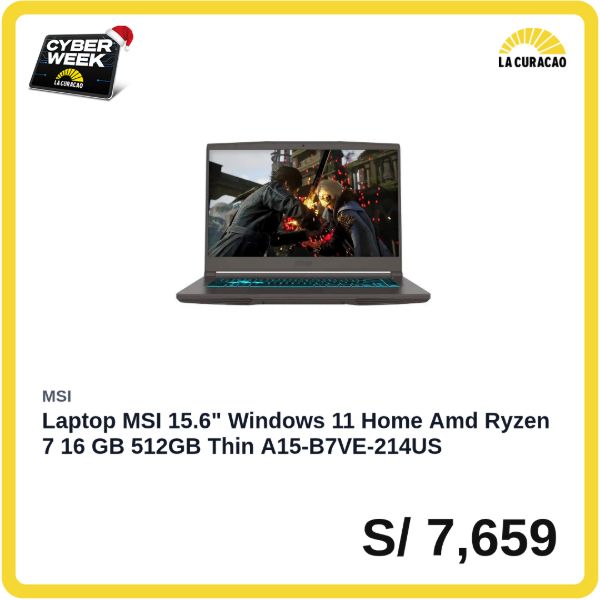 CYBER
WEEK
LA CURACAO
LA CURACAO
MSI
Laptop MSI 15.6" Windows 11 Home Amd Ryzen
7 16 GB 512GB Thin A15-B7VE-214US
S/ 7,659